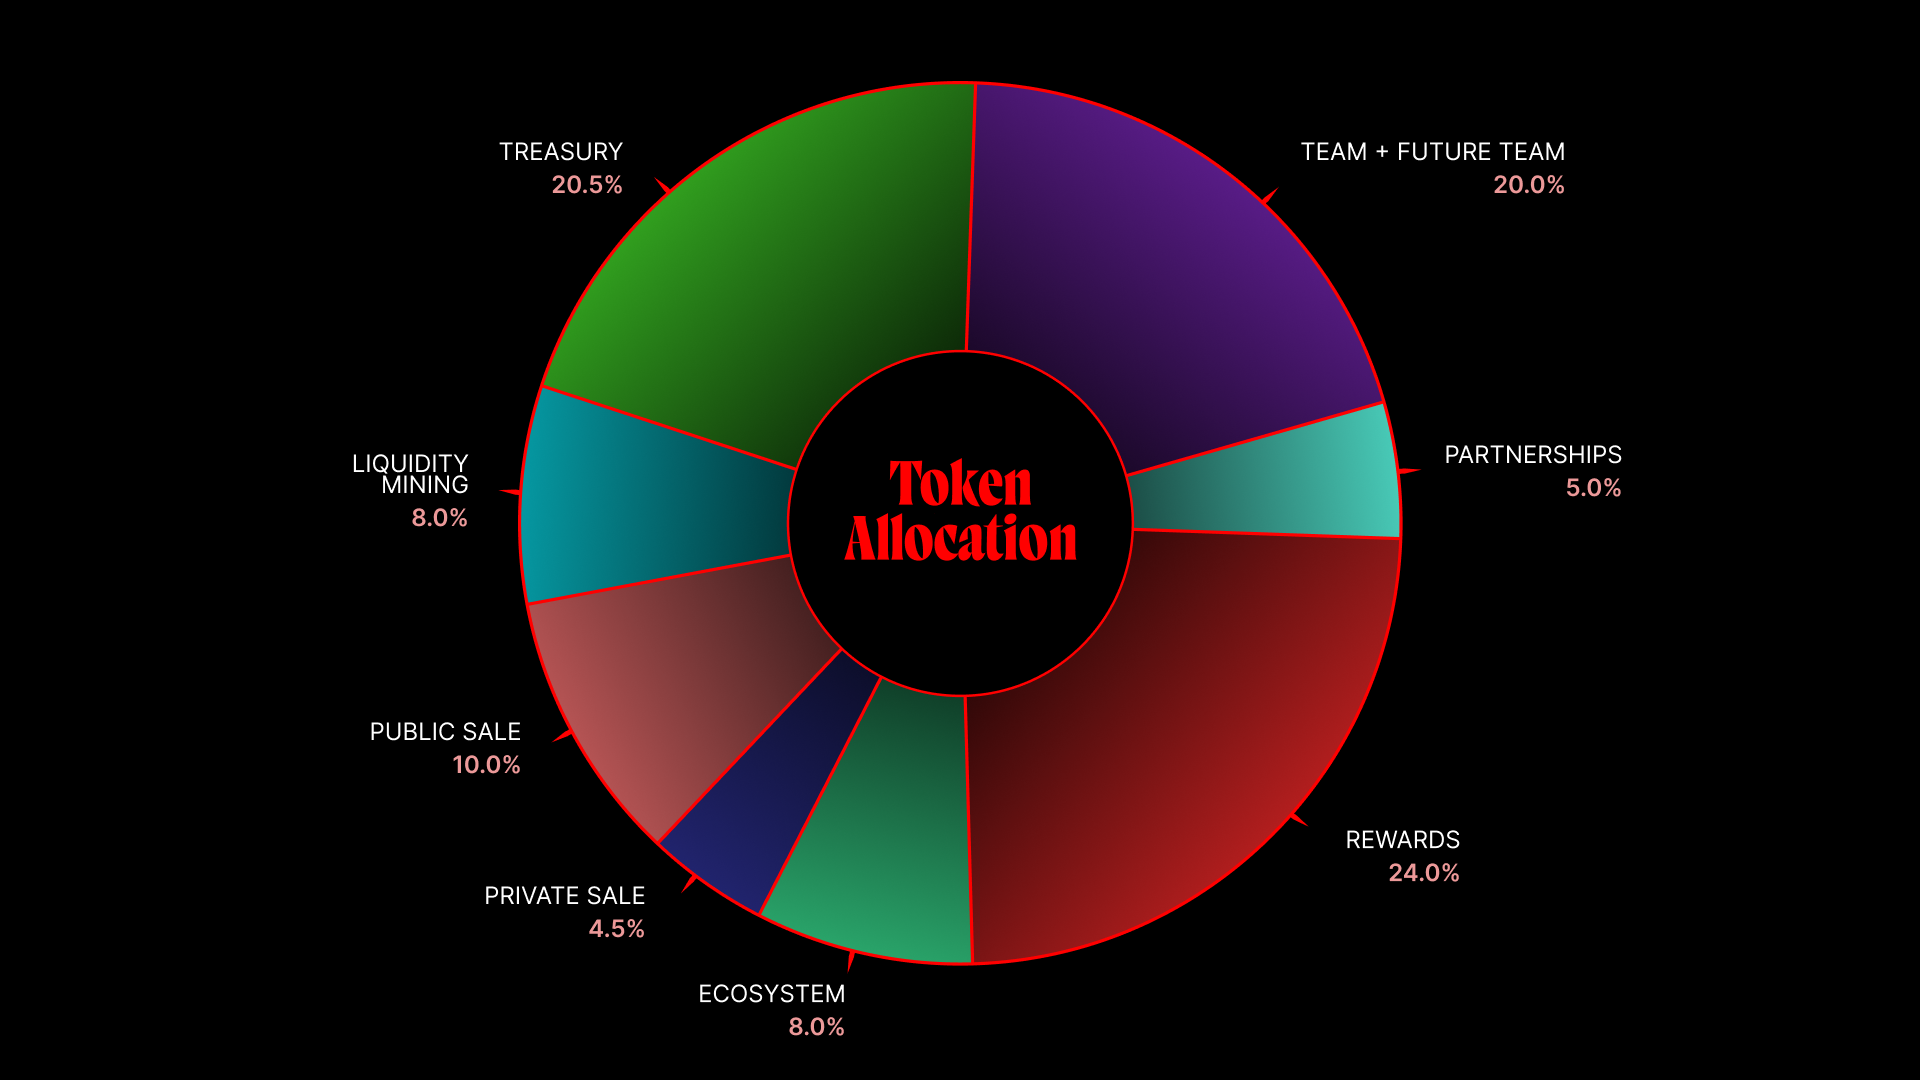 TREASURY
20.5%
TEAM + FUTURE TEAM
20.0%
LIQUIDITY
MINING
8.0%
PARTNERSHIPS
5.0%
Token
Allocation
PUBLIC SALE
10.0%
REWARDS
24.0%
PRIVATE SALE
4.5%
ECOSYSTEM
8.0%